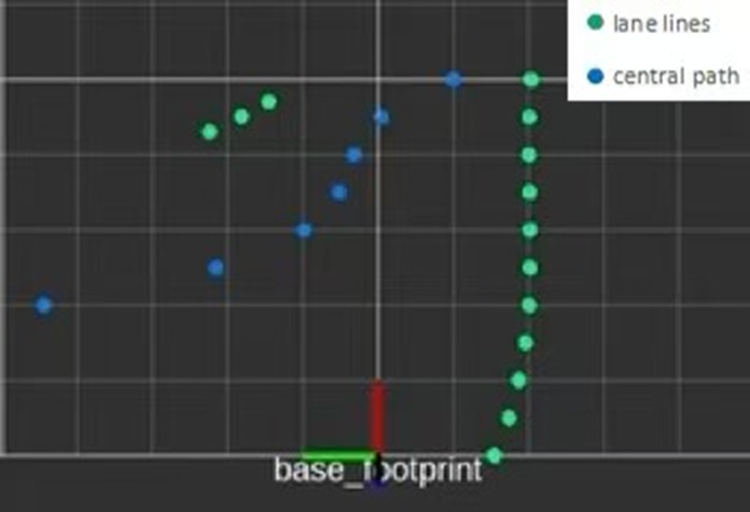 lane lines
central path
base_footprint